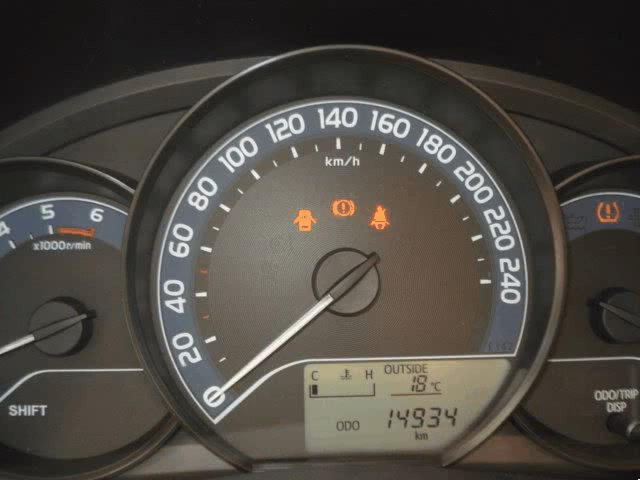 4 5 6
x1000r/min
SHIFT
0 20 40 60 80 100 120 140 160 180 200 220 240
km/h
C H OUTSIDE
18 °C
ODO 14934
km
ODO/TRIP
DISP